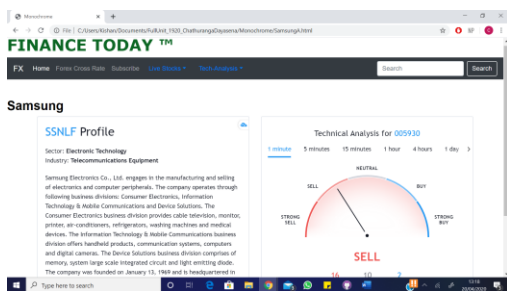 Monochrome
File | C:/Users/Kishan/Documents/FullUnit_1920_ChathurangaDayarama/Monochrome/SamsungA.html
FINANCE TODAY ™
FX Home Forex Cross Rate Subscribe Live Stocks Tech Analysis Search Search
Samsung
SSNLF Profile
Sector: Electronic Technology
Industry: Telecommunications Equipment
Samsung Electronics Co., Ltd. engages in the manufacturing and selling
of electronics and computer peripherals. The company operates through
following business divisions: Consumer Electronics, Information
Technology & Mobile Communications and Device Solutions. The
Consumer Electronics business division provides cable television, monitor,
printer, air-conditioners, refrigerators, washing machines and medical
devices. The Information Technology & Mobile Communications business
division offers handheld products, communication systems, computers
and digital cameras. The Device Solutions business division comprises of
memory, system large scale integrated circuit and light emitting diode.
The company was founded on January 13, 1969 and is headquartered in
Technical Analysis for 005930
1 minute 5 minutes 15 minutes 1 hour 4 hours 1 day
NEUTRAL
SELL BUY
STRONG SELL STRONG BUY
SELL
16 10 2
Type here to search
13:18
20/06/2020